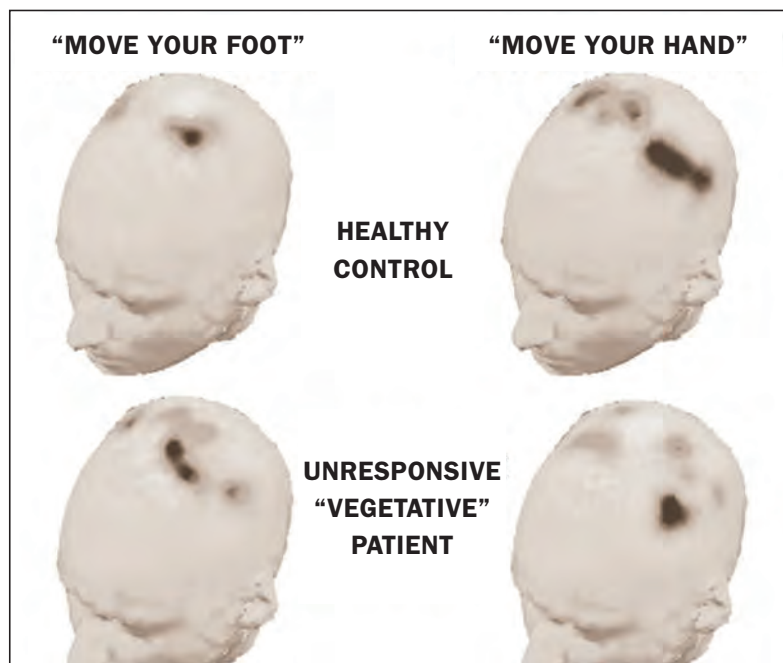 “MOVE YOUR FOOT”
“MOVE YOUR HAND”
HEALTHY
CONTROL
UNRESPONSIVE
“VEGETATIVE”
PATIENT